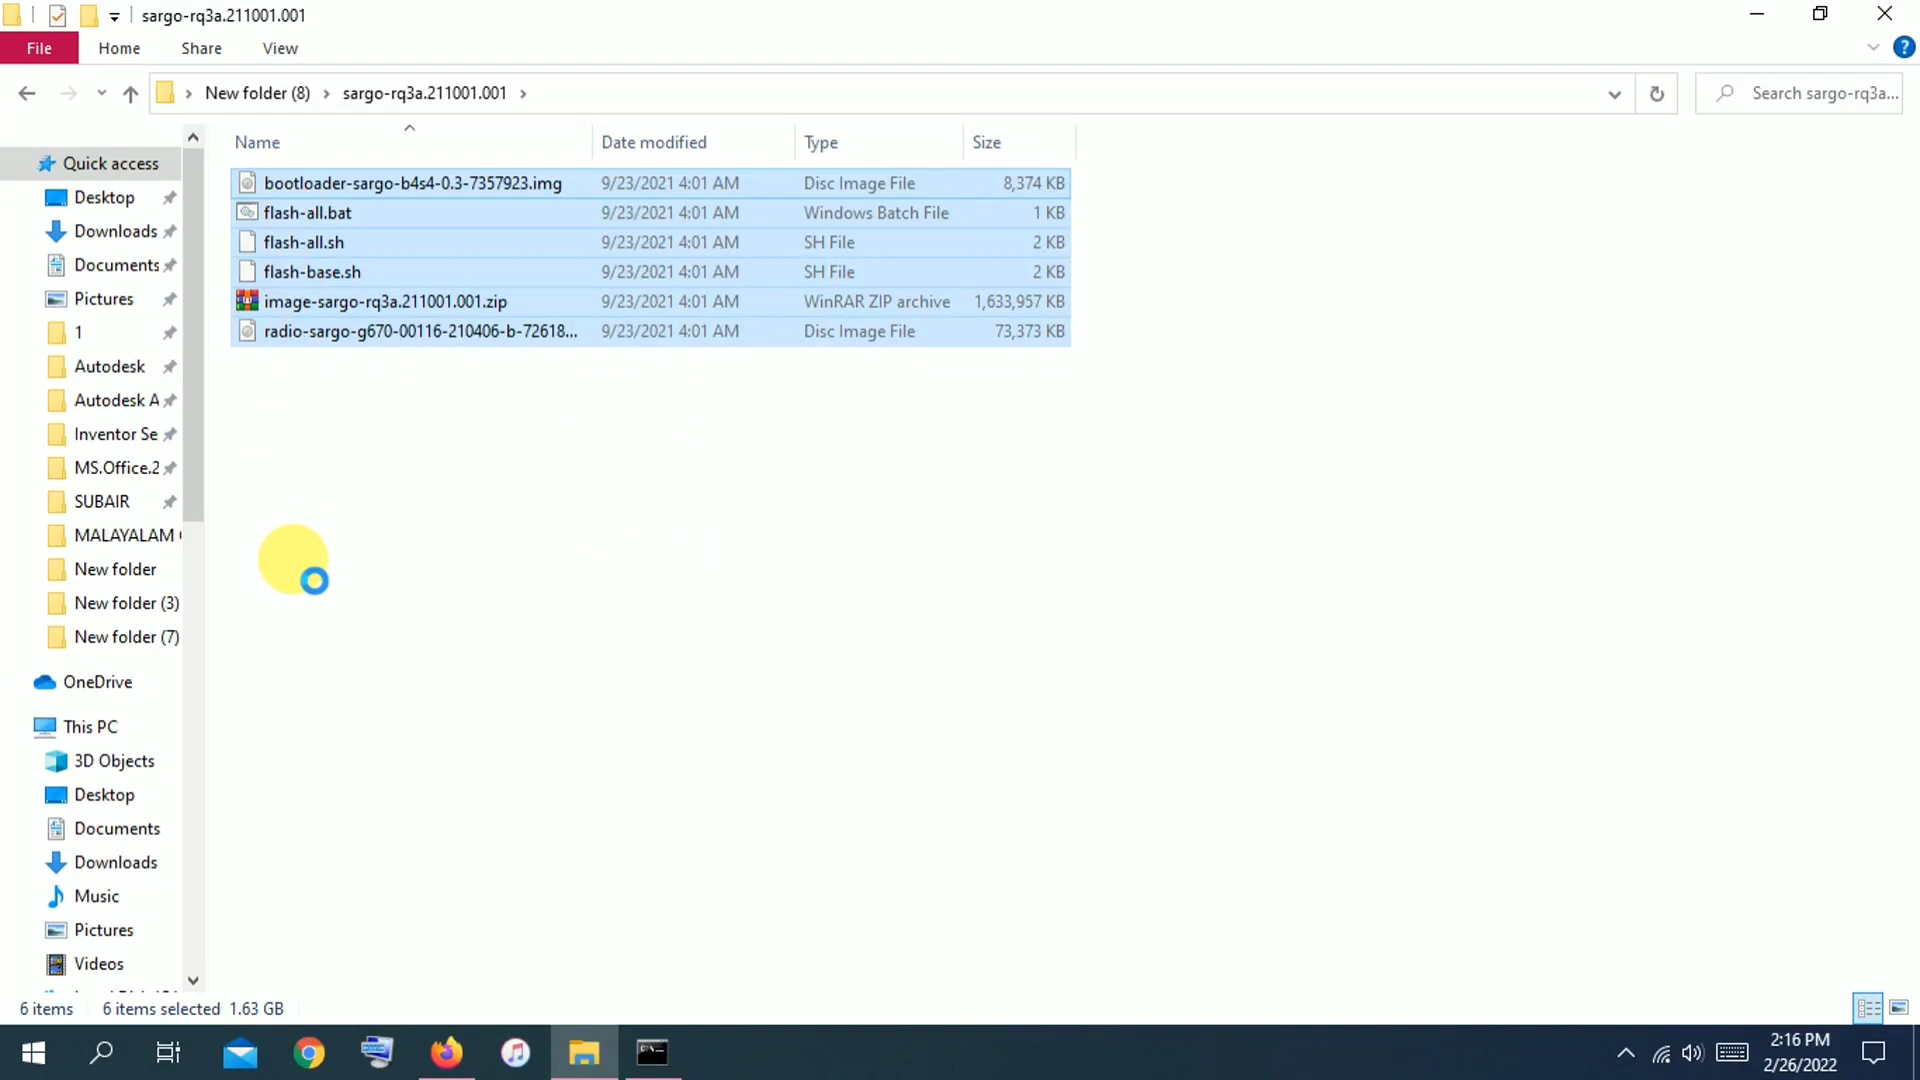 sargo-rq3a.211001.001
File Home Share View
New folder (8) sargo-rq3a.211001.001
Search sargo-rq3a...
Name Date modified Type Size
bootloader-sargo-b4s4-0.3-7357923.img 9/23/2021 4:01 AM Disc Image File 8,374 KB
flash-all.bat 9/23/2021 4:01 AM Windows Batch File 1 KB
flash-all.sh 9/23/2021 4:01 AM SH File 2 KB
flash-base.sh 9/23/2021 4:01 AM SH File 2 KB
image-sargo-rq3a.211001.001.zip 9/23/2021 4:01 AM WinRAR ZIP archive 1,633,957 KB
radio-sargo-g670-00116-210406-b-72618... 9/23/2021 4:01 AM Disc Image File 73,373 KB
Quick access
Desktop
Downloads
Documents
Pictures
1
Autodesk
Autodesk A
Inventor Se
MS.Office.2
SUBAIR
MALAYALAM
New folder
New folder (3)
New folder (7)
OneDrive
This PC
3D Objects
Desktop
Documents
Downloads
Music
Pictures
Videos
6 items 6 items selected 1.63 GB
2:16 PM
2/26/2022